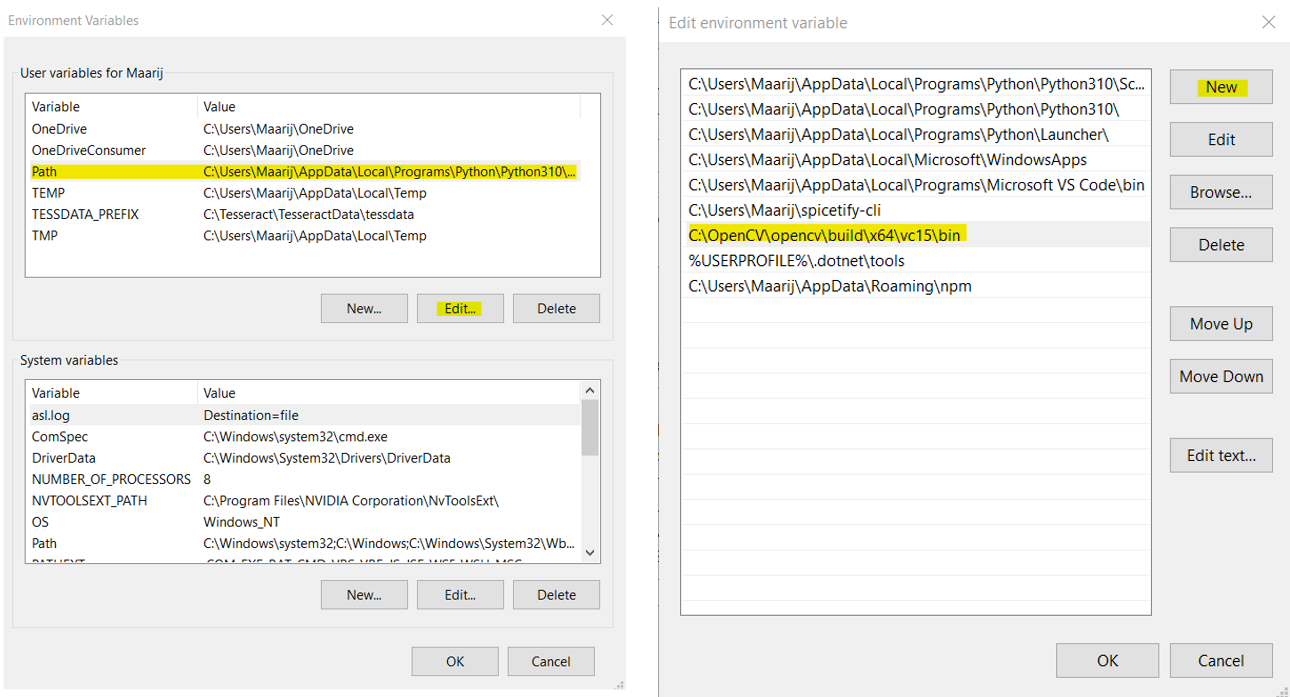 Environment Variables
User variables for Maarij
Variable Value
OneDrive C:\Users\Maarij\OneDrive
OneDriveConsumer C:\Users\Maarij\OneDrive
Path C:\Users\Maarij\AppData\Local\Programs\Python\Python310\...
TEMP C:\Users\Maarij\AppData\Local\Temp
TESSDATA_PREFIX C:\Tesseract\TesseractData\tessdata
TMP C:\Users\Maarij\AppData\Local\Temp
New... Edit... Delete
System variables
Variable Value
asl.log Destination=file
ComSpec C:\Windows\system32\cmd.exe
DriverData C:\Windows\System32\Drivers\DriverData
NUMBER_OF_PROCESSORS 8
NVTOOLSEXT_PATH C:\Program Files\NVIDIA Corporation\NvToolsExt\
OS Windows_NT
Path C:\Windows\system32;C:\Windows;C:\Windows\System32\Wb...
New... Edit... Delete
OK Cancel
Edit environment variable
C:\Users\Maarij\AppData\Local\Programs\Python\Python310\Sc...
C:\Users\Maarij\AppData\Local\Programs\Python\Python310\
C:\Users\Maarij\AppData\Local\Programs\Python\Launcher\
C:\Users\Maarij\AppData\Local\Microsoft\WindowsApps
C:\Users\Maarij\AppData\Local\Programs\Microsoft VS Code\bin
C:\Users\Maarij\spicetify-cli
C:\OpenCV\opencv\build\x64\vc15\bin
%USERPROFILE%\.dotnet\tools
C:\Users\Maarij\AppData\Roaming\npm
New
Edit
Browse...
Delete
Move Up
Move Down
Edit text...
OK Cancel